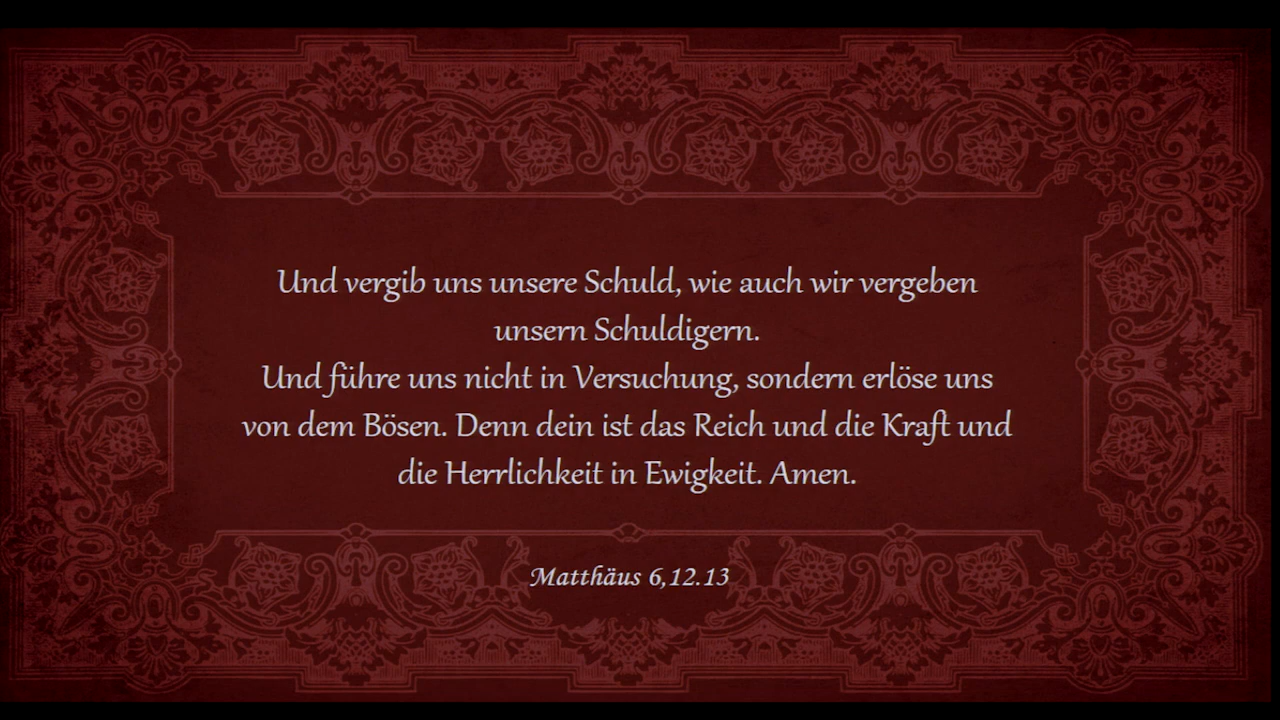 Und vergib uns unsere Schuld, wie auch wir vergeben
unsern Schuldigern.
Und führe uns nicht in Versuchung, sondern erlöse uns
von dem Bösen. Denn dein ist das Reich und die Kraft und
die Herrlichkeit in Ewigkeit. Amen.
Matthäus 6,12.13